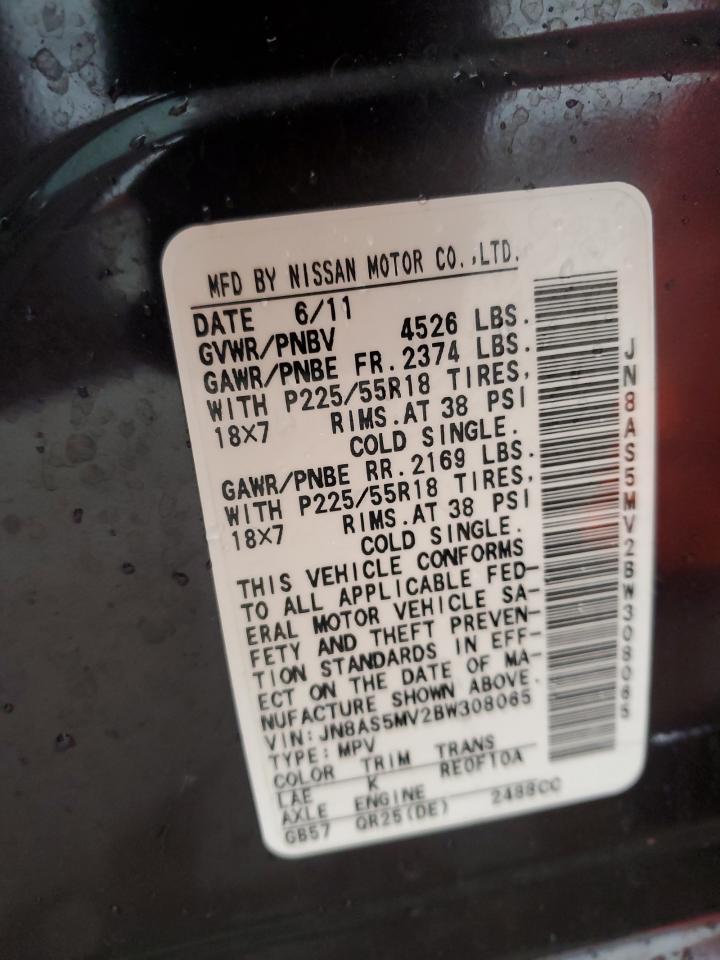 MFD BY NISSAN MOTOR CO.,LTD.
DATE 6/11
GVWR/PNBV 4526 LBS.
GAWR/PNBE FR. 2374 LBS.
WITH P225/55R18 TIRES,
18X7 RIMS.AT 38 PSI
COLD SINGLE.
GAWR/PNBE RR. 2169 LBS.
WITH P225/55R18 TIRES,
18X7 RIMS.AT 38 PSI
COLD SINGLE.
THIS VEHICLE CONFORMS
TO ALL APPLICABLE FED-
ERAL MOTOR VEHICLE SA-
FETY AND THEFT PREVEN-
TION STANDARDS IN EFF-
ECT ON THE DATE OF MA-
NUFACTURE SHOWN ABOVE.
VIN: JN8AS5MV2BW308065
TYPE: MPV
COLOR TRIM TRANS
LAE K RE0F10A
AXLE ENGINE
GB57 QR25(DE) 2488CC
JN8AS5MV2BW308065